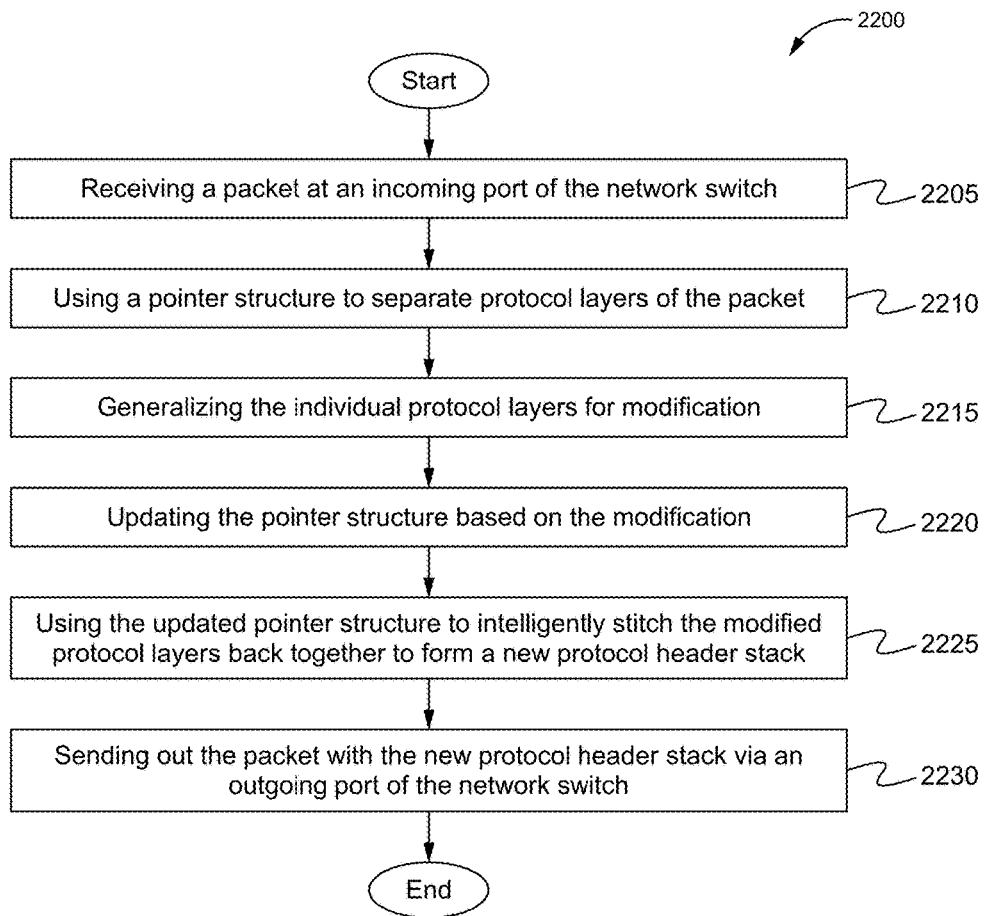 2200
Start
Receiving a packet at an incoming port of the network switch
2205
Using a pointer structure to separate protocol layers of the packet
2210
Generalizing the individual protocol layers for modification
2215
Updating the pointer structure based on the modification
2220
Using the updated pointer structure to intelligently stitch the modified
protocol layers back together to form a new protocol header stack
2225
Sending out the packet with the new protocol header stack via an
outgoing port of the network switch
2230
End